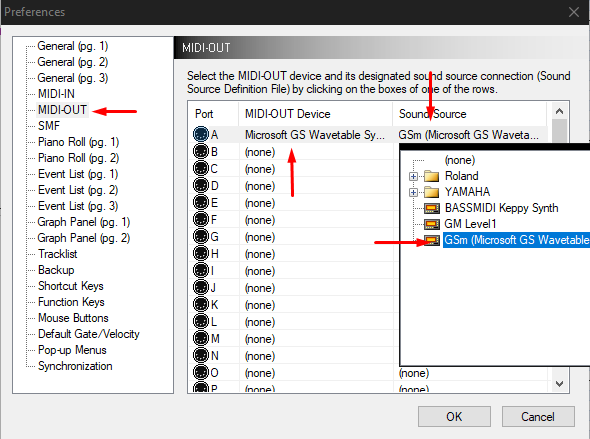 Preferences
General (pg. 1)
General (pg. 2)
General (pg. 3)
MIDI-IN
MIDI-OUT
SMF
Piano Roll (pg. 1)
Piano Roll (pg. 2)
Event List (pg. 1)
Event List (pg. 2)
Event List (pg. 3)
Graph Panel (pg. 1)
Graph Panel (pg. 2)
Tracklist
Backup
Shortcut Keys
Function Keys
Mouse Buttons
Default Gate/Velocity
Pop-up Menus
Synchronization
MIDI-OUT
Select the MIDI-OUT device and its designated sound source connection (Sound
Source Definition File) by clicking on the boxes of one of the rows.
Port MIDI-OUT Device Sound Source
A Microsoft GS Wavetable Sy... GSm (Microsoft GS Waveta...
B (none)
C (none)
D (none)
E (none)
F (none)
G (none)
H (none)
I (none)
J (none)
K (none)
L (none)
M (none)
N (none)
O (none) (none)
P (none) (none)
(none)
Roland
YAMAHA
BASSMIDI Keppy Synth
GM Level1
GSm (Microsoft GS Wavetable
OK Cancel